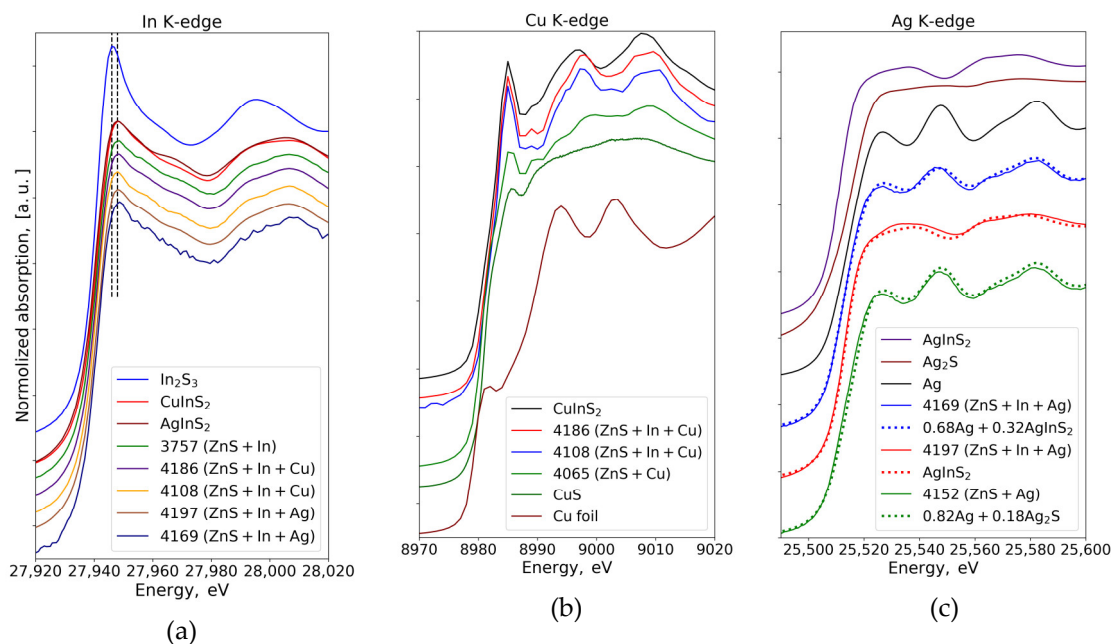 In K-edge
Normalized absorption, [a. u.]
In₂S₃
CuInS₂
AgInS₂
3757 (ZnS + In)
4186 (ZnS + In + Cu)
4108 (ZnS + In + Cu)
4197 (ZnS + In + Ag)
4169 (ZnS + In + Ag)
27,920 27,940 27,960 27,980 28,000 28,020
Energy, eV
(a)
Cu K-edge
CuInS₂
4186 (ZnS + In + Cu)
4108 (ZnS + In + Cu)
4065 (ZnS + Cu)
CuS
Cu foil
8970 8980 8990 9000 9010 9020
Energy, eV
(b)
Ag K-edge
AgInS₂
Ag₂S
Ag
4169 (ZnS + In + Ag)
0.68Ag + 0.32AgInS₂
4197 (ZnS + In + Ag)
AgInS₂
4152 (ZnS + Ag)
0.82Ag + 0.18Ag₂S
25,500 25,520 25,540 25,560 25,580 25,600
Energy, eV
(c)